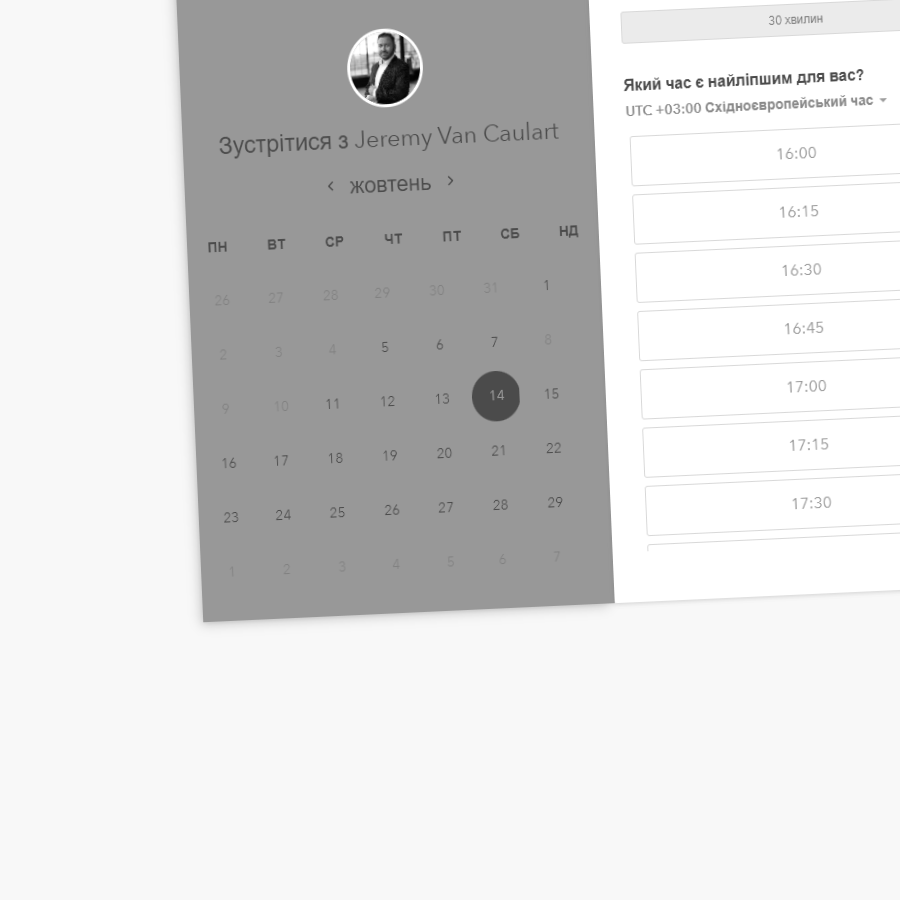 Зустрітися з Jeremy Van Caulart
жовтень
ПН ВТ СР ЧТ ПТ СБ НД
26 27 28 29 30 31 1
2 3 4 5 6 7 8
9 10 11 12 13 14 15
16 17 18 19 20 21 22
23 24 25 26 27 28 29
1 2 3 4 5 6 7
30 хвилин
Який час є найліпшим для вас?
UTC +03:00 Східноєвропейський час
16:00
16:15
16:30
16:45
17:00
17:15
17:30